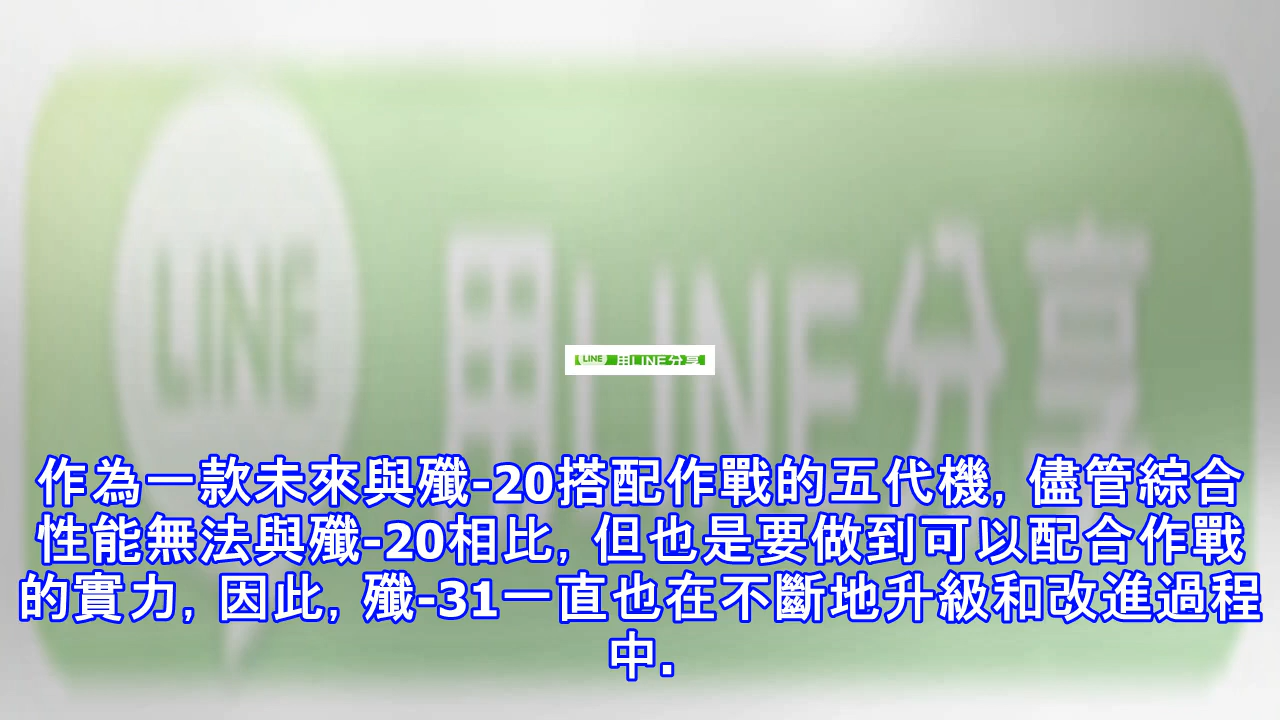 LINE
用LINE分享
LINE 用LINE分享
作為一款未來與殲-20搭配作戰的五代機, 儘管綜合
性能無法與殲-20相比, 但也是要做到可以配合作戰
的實力, 因此, 殲-31一直也在不斷地升級和改進過程
中.